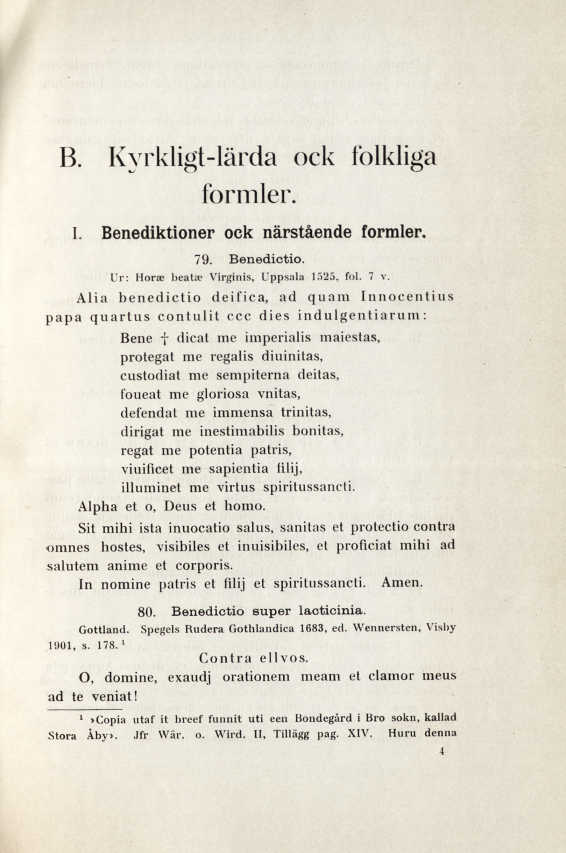 B. Kyrkligt-lärda ock folkliga
formler.
I. Benediktioner ock närstående formler.
79. Benedictio.
Ur: Horæ beatæ Virginis, Uppsala 1525, fol. 7 v.
Alia benedictio deifica, ad quam Innocentius
papa quartus contulit ccc dies indulgentiarum:
Bene † dicat me imperialis maiestas,
protegat me regalis diuinitas,
custodiat me sempiterna deitas,
foueat me gloriosa vnitas,
defendat me immensa trinitas,
dirigat me inestimabilis bonitas,
regat me potentia patris,
viuificet me sapientia filij,
illuminet me virtus spiritussancti.
Alpha et o, Deus et homo.
Sit mihi ista inuocatio salus, sanitas et protectio contra
omnes hostes, visibiles et inuisibiles, et proficiat mihi ad
salutem anime et corporis.
In nomine patris et filij et spiritussancti. Amen.
80. Benedictio super lacticinia.
Gottland. Spegels Rudera Gothlandica 1683, ed. Wennersten, Visby
1901, s. 178.¹
Contra ellvos.
O, domine, exaudj orationem meam et clamor meus
ad te veniat!
¹ »Copia utaf it breef funnit uti een Bondegård i Bro sokn, kallad
Stora Åby». Jfr Wär. o. Wird. II, Tillägg pag. XIV. Huru denna
4